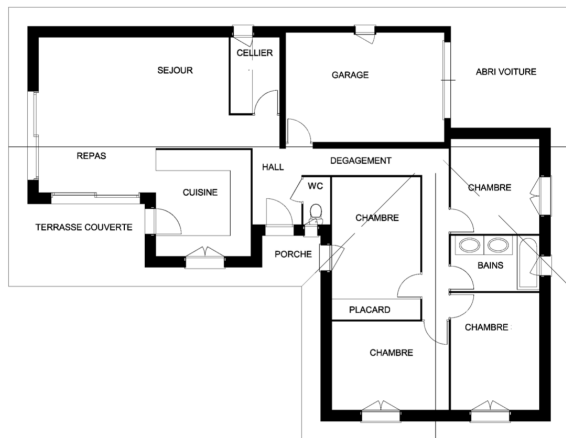 CELLIER
SEJOUR
GARAGE
ABRI VOITURE
REPAS
HALL
DEGAGEMENT
CUISINE
WC
CHAMBRE
CHAMBRE
TERRASSE COUVERTE
PORCHE
BAINS
PLACARD
CHAMBRE
CHAMBRE